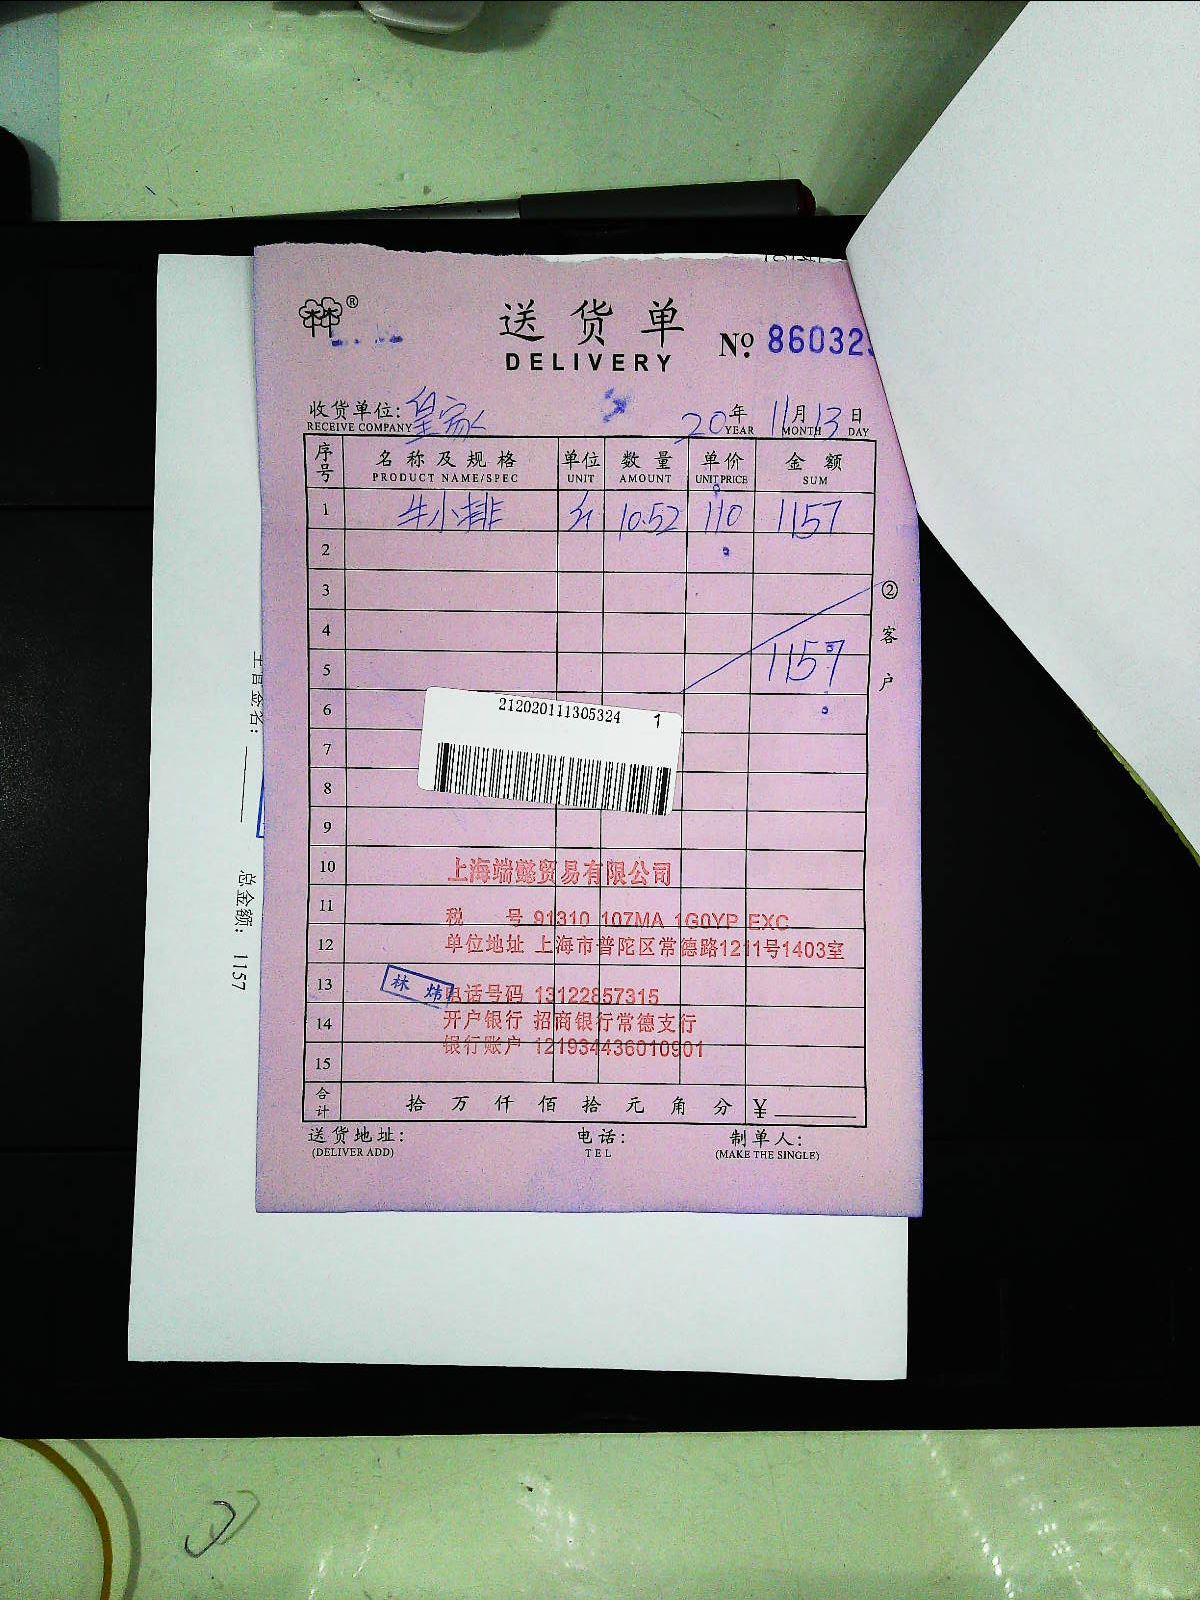 送货单
DELIVERY
No. 86032
收货单位: 皇家
RECEIVE COMPANY
20年 11月 13日
YEAR MONTH DAY
序号 名称及规格 单位 数量 单价 金额
PRODUCT NAME/SPEC UNIT AMOUNT UNIT PRICE SUM
1 牛小排 斤 10.52 110 1157
2
3
4
5 1157
6
7
8
9
10
11
12
13
14
15
② 客户
212020111305324 1
上海端懿贸易有限公司
税 号 91310 107MA 1G0YP EXC
单位地址 上海市普陀区常德路1211号1403室
林炜
电话号码 13122857315
开户银行 招商银行常德支行
银行账户 121934436010901
合计 拾 万 仟 佰 拾 元 角 分 ¥
送货地址: 电话: 制单人:
(DELIVER ADD) TEL (MAKE THE SINGLE)
签名:
总金额: 1157